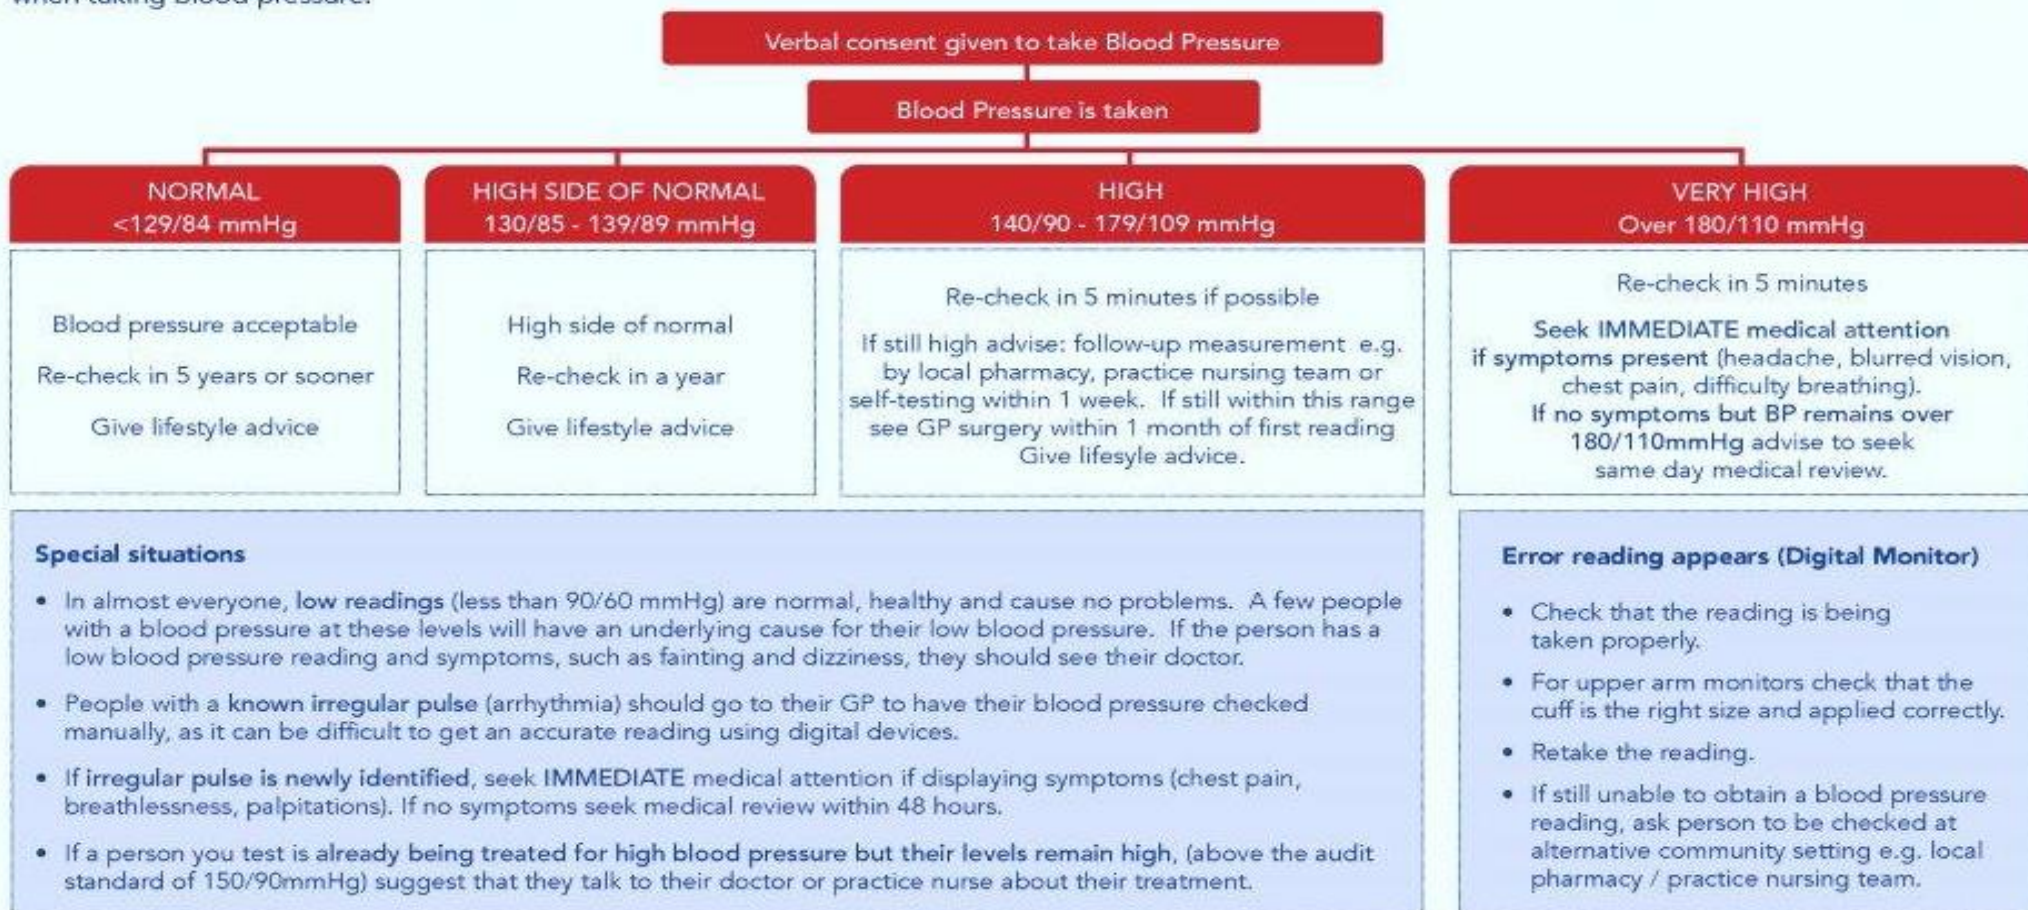 when taking blood pressure.
Verbal consent given to take Blood Pressure
Blood Pressure is taken
NORMAL
<129/84 mmHg
Blood pressure acceptable
Re-check in 5 years or sooner
Give lifestyle advice
HIGH SIDE OF NORMAL
130/85 - 139/89 mmHg
High side of normal
Re-check in a year
Give lifestyle advice
HIGH
140/90 - 179/109 mmHg
Re-check in 5 minutes if possible
If still high advise: follow-up measurement e.g.
by local pharmacy, practice nursing team or
self-testing within 1 week. If still within this range
see GP surgery within 1 month of first reading
Give lifesyle advice.
VERY HIGH
Over 180/110 mmHg
Re-check in 5 minutes
Seek IMMEDIATE medical attention
if symptoms present (headache, blurred vision,
chest pain, difficulty breathing).
If no symptoms but BP remains over
180/110mmHg advise to seek
same day medical review.
Special situations
• In almost everyone, low readings (less than 90/60 mmHg) are normal, healthy and cause no problems. A few people
with a blood pressure at these levels will have an underlying cause for their low blood pressure. If the person has a
low blood pressure reading and symptoms, such as fainting and dizziness, they should see their doctor.
• People with a known irregular pulse (arrhythmia) should go to their GP to have their blood pressure checked
manually, as it can be difficult to get an accurate reading using digital devices.
• If irregular pulse is newly identified, seek IMMEDIATE medical attention if displaying symptoms (chest pain,
breathlessness, palpitations). If no symptoms seek medical review within 48 hours.
• If a person you test is already being treated for high blood pressure but their levels remain high, (above the audit
standard of 150/90mmHg) suggest that they talk to their doctor or practice nurse about their treatment.
Error reading appears (Digital Monitor)
• Check that the reading is being
taken properly.
• For upper arm monitors check that the
cuff is the right size and applied correctly.
• Retake the reading.
• If still unable to obtain a blood pressure
reading, ask person to be checked at
alternative community setting e.g. local
pharmacy / practice nursing team.